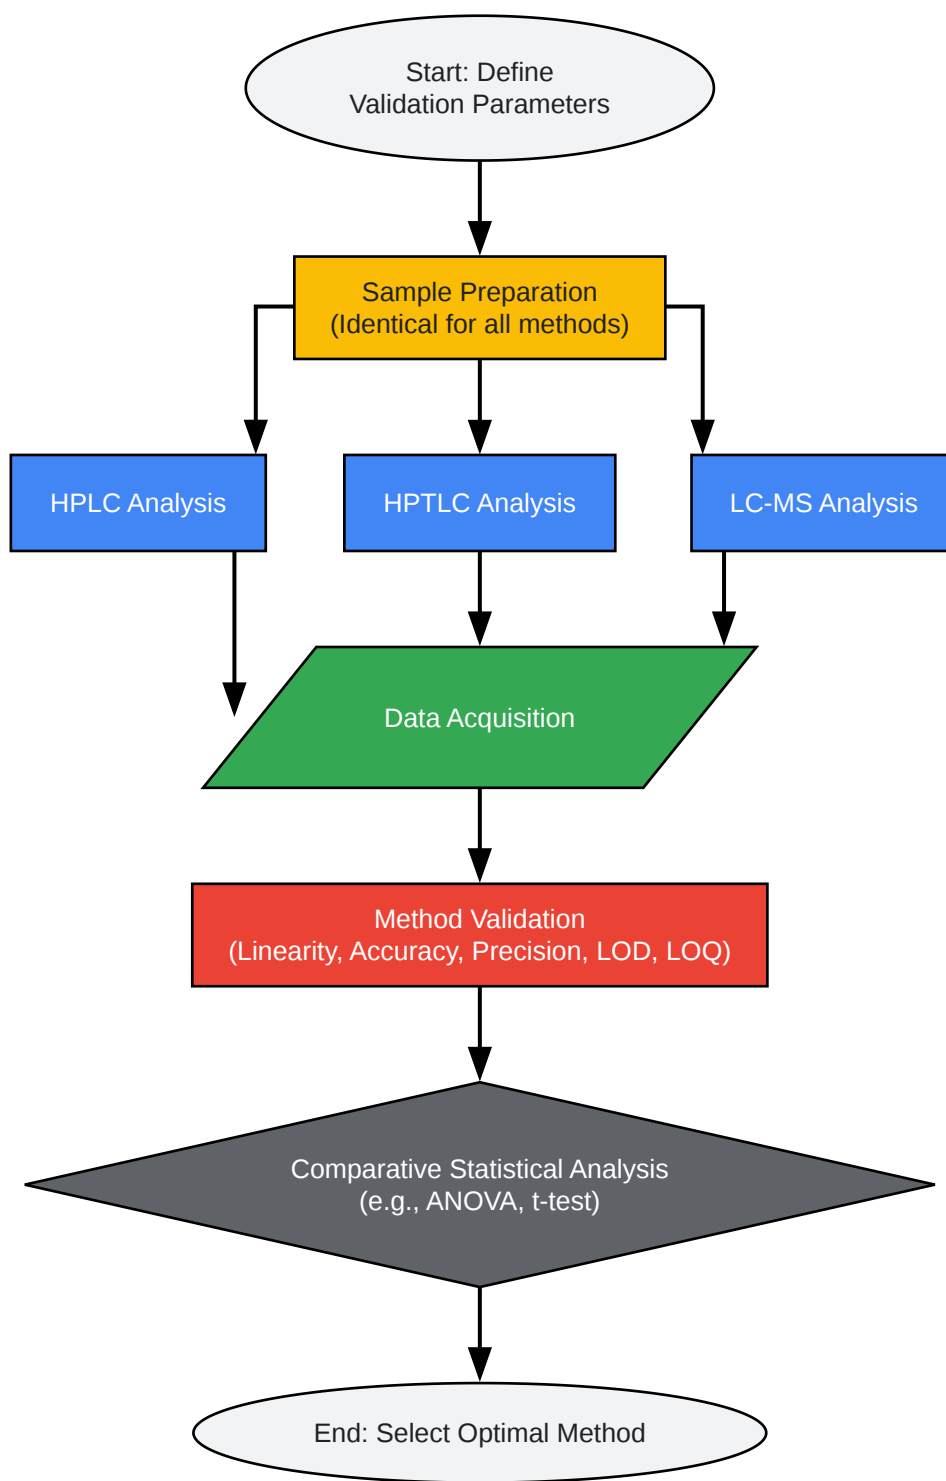 Start: Define
Validation Parameters
Sample Preparation
(Identical for all methods)
HPLC Analysis
HPTLC Analysis
LC-MS Analysis
Data Acquisition
Method Validation
(Linearity, Accuracy, Precision, LOD, LOQ)
Comparative Statistical Analysis
(e.g., ANOVA, t-test)
End: Select Optimal Method